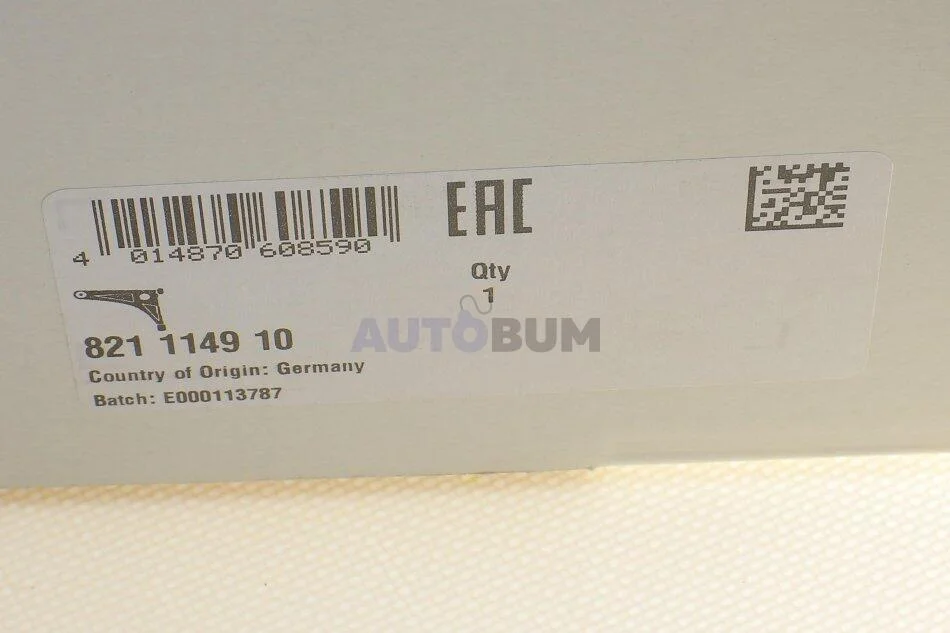 4 014870 608590
EAC
Qty
1
821 1149 10
Country of Origin: Germany
Batch: E000113787
AUTOBUM